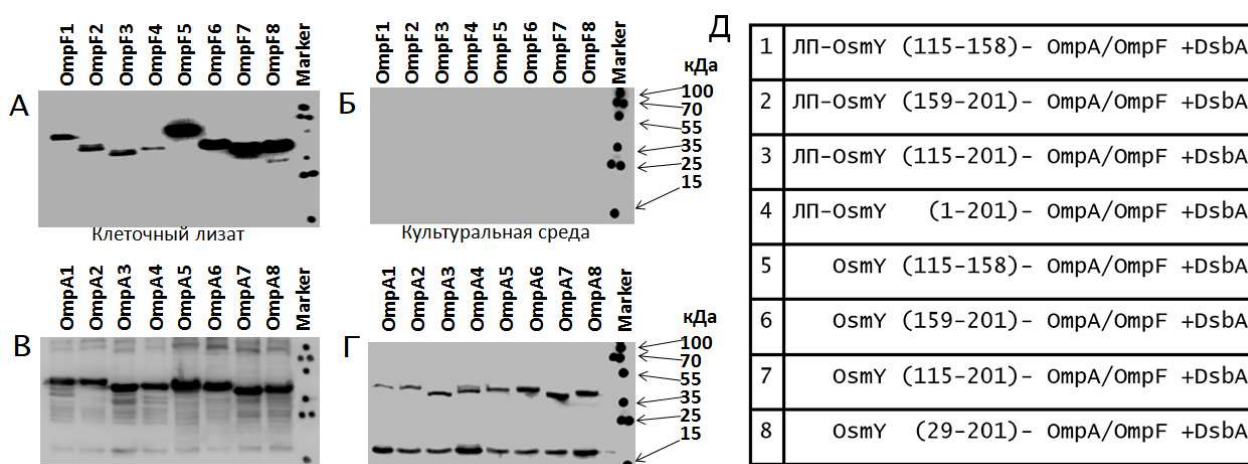 OmpF1 OmpF2 OmpF3 OmpF4 OmpF5 OmpF6 OmpF7 OmpF8 Marker
А
Клеточный лизат
OmpF1 OmpF2 OmpF3 OmpF4 OmpF5 OmpF6 OmpF7 OmpF8 Marker
Б
кДа
100
70
55
35
25
15
Культуральная среда
OmpA1 OmpA2 OmpA3 OmpA4 OmpA5 OmpA6 OmpA7 OmpA8 Marker
В
OmpA1 OmpA2 OmpA3 OmpA4 OmpA5 OmpA6 OmpA7 OmpA8 Marker
Г
кДа
100
70
55
35
25
15
Д
1 ЛП-OsmY (115-158)- OmpA/OmpF +DsbA
2 ЛП-OsmY (159-201)- OmpA/OmpF +DsbA
3 ЛП-OsmY (115-201)- OmpA/OmpF +DsbA
4 ЛП-OsmY (1-201)- OmpA/OmpF +DsbA
5 OsmY (115-158)- OmpA/OmpF +DsbA
6 OsmY (159-201)- OmpA/OmpF +DsbA
7 OsmY (115-201)- OmpA/OmpF +DsbA
8 OsmY (29-201)- OmpA/OmpF +DsbA